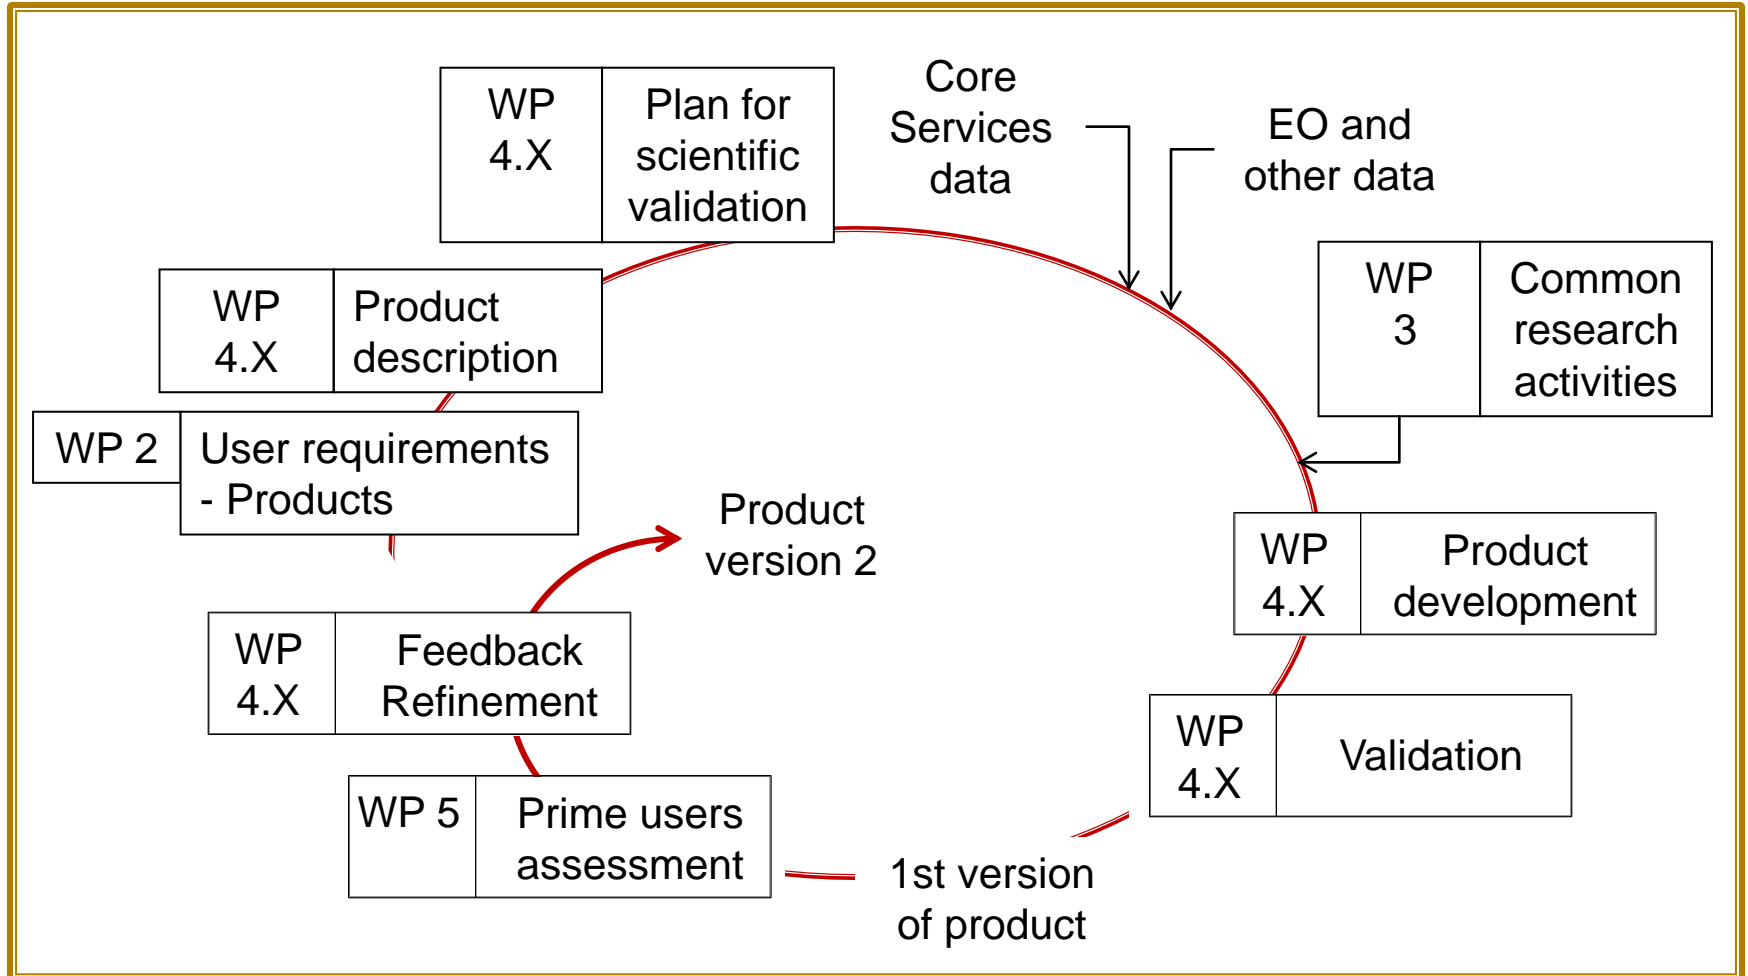 WP
4.X
Plan for
scientific
validation
Core
Services
data
EO and
other data
WP
3
Common
research
activities
WP
4.X
Product
description
WP 2
User requirements
- Products
Product
version 2
WP
4.X
Product
development
WP
4.X
Feedback
Refinement
WP
4.X
Validation
WP 5
Prime users
assessment
1st version
of product